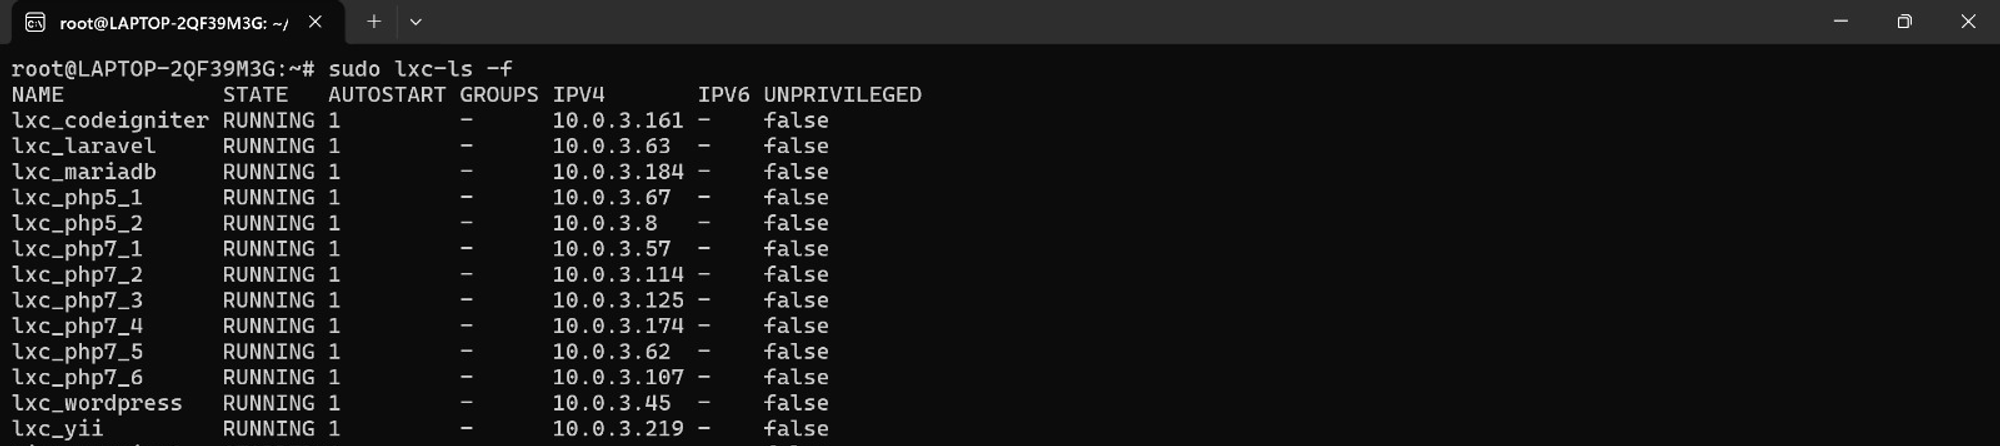 root@LAPTOP-2QF39M3G: ~/
root@LAPTOP-2QF39M3G:~# sudo lxc-ls -f
NAME STATE AUTOSTART GROUPS IPV4 IPV6 UNPRIVILEGED
lxc_codeigniter RUNNING 1 - 10.0.3.161 - false
lxc_laravel RUNNING 1 - 10.0.3.63 - false
lxc_mariadb RUNNING 1 - 10.0.3.184 - false
lxc_php5_1 RUNNING 1 - 10.0.3.67 - false
lxc_php5_2 RUNNING 1 - 10.0.3.8 - false
lxc_php7_1 RUNNING 1 - 10.0.3.57 - false
lxc_php7_2 RUNNING 1 - 10.0.3.114 - false
lxc_php7_3 RUNNING 1 - 10.0.3.125 - false
lxc_php7_4 RUNNING 1 - 10.0.3.174 - false
lxc_php7_5 RUNNING 1 - 10.0.3.62 - false
lxc_php7_6 RUNNING 1 - 10.0.3.107 - false
lxc_wordpress RUNNING 1 - 10.0.3.45 - false
lxc_yii RUNNING 1 - 10.0.3.219 - false